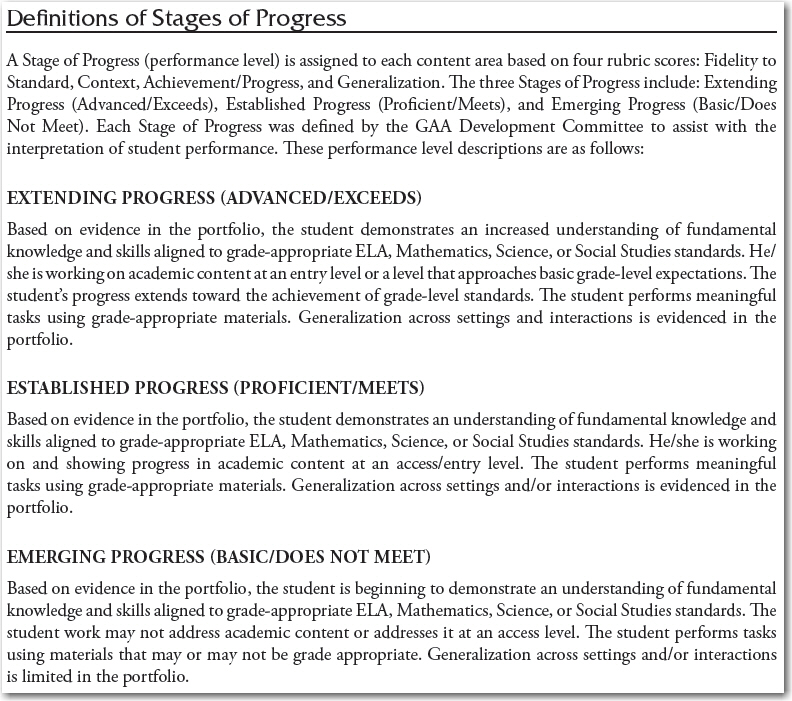 Definitions of Stages of Progress
A Stage of Progress (performance level) is assigned to each content area based on four rubric scores: Fidelity to
Standard, Context, Achievement/Progress, and Generalization. The three Stages of Progress include: Extending
Progress (Advanced/Exceeds), Established Progress (Proficient/Meets), and Emerging Progress (Basic/Does
Not Meet). Each Stage of Progress was defined by the GAA Development Committee to assist with the
interpretation of student performance. These performance level descriptions are as follows:
EXTENDING PROGRESS (ADVANCED/EXCEEDS)
Based on evidence in the portfolio, the student demonstrates an increased understanding of fundamental
knowledge and skills aligned to grade-appropriate ELA, Mathematics, Science, or Social Studies standards. He/
she is working on academic content at an entry level or a level that approaches basic grade-level expectations. The
student's progress extends toward the achievement of grade-level standards. The student performs meaningful
tasks using grade-appropriate materials. Generalization across settings and interactions is evidenced in the
portfolio.
ESTABLISHED PROGRESS (PROFICIENT/MEETS)
Based on evidence in the portfolio, the student demonstrates an understanding of fundamental knowledge and
skills aligned to grade-appropriate ELA, Mathematics, Science, or Social Studies standards. He/she is working
on and showing progress in academic content at an access/entry level. The student performs meaningful
tasks using grade-appropriate materials. Generalization across settings and/or interactions is evidenced in the
portfolio.
EMERGING PROGRESS (BASIC/DOES NOT MEET)
Based on evidence in the portfolio, the student is beginning to demonstrate an understanding of fundamental
knowledge and skills aligned to grade-appropriate ELA, Mathematics, Science, or Social Studies standards. The
student work may not address academic content or addresses it at an access level. The student performs tasks
using materials that may or may not be grade appropriate. Generalization across settings and/or interactions
is limited in the portfolio.